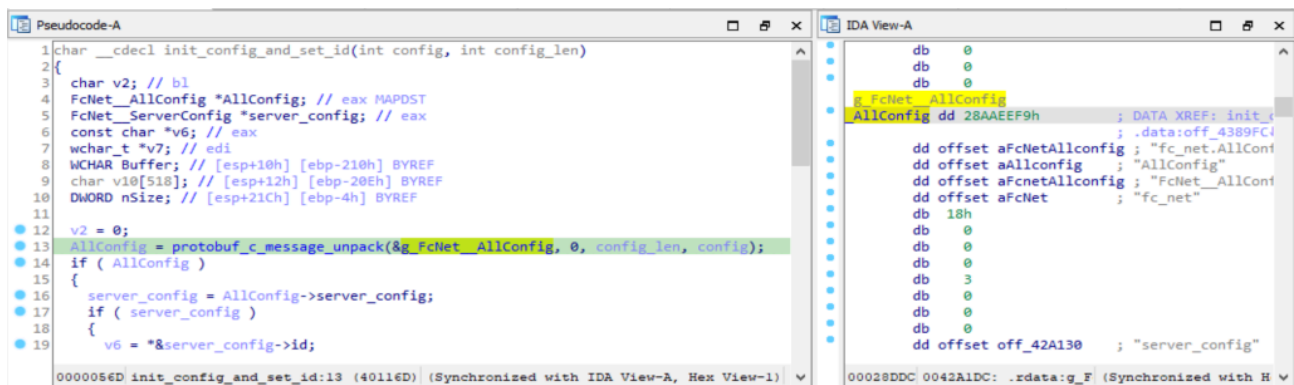 Pseudocode-A
1 char __cdecl init_config_and_set_id(int config, int config_len)
2 {
3 char v2; // bl
4 FcNet__AllConfig *AllConfig; // eax MAPDST
5 FcNet__ServerConfig *server_config; // eax
6 const char *v6; // eax
7 wchar_t *v7; // edi
8 WCHAR Buffer; // [esp+10h] [ebp-210h] BYREF
9 char v10[518]; // [esp+12h] [ebp-20Eh] BYREF
10 DWORD nSize; // [esp+21Ch] [ebp-4h] BYREF
11
12 v2 = 0;
13 AllConfig = protobuf_c_message_unpack(&g_FcNet__AllConfig, 0, config_len, config);
14 if ( AllConfig )
15 {
16 server_config = AllConfig->server_config;
17 if ( server_config )
18 {
19 v6 = *&server_config->id;
0000056D init_config_and_set_id:13 (40116D) (Synchronized with IDA View-A, Hex View-1)
IDA View-A
db 0
db 0
db 0
g_FcNet__AllConfig
_AllConfig dd 28AAEEF9h ; DATA XREF: init_c
; .data:off_4389FC↓
dd offset aFcNetAllconfig ; "fc_net.AllConf
dd offset aAllconfig ; "AllConfig"
dd offset aFcnetAllconfig ; "FcNet__AllConf
dd offset aFcNet ; "fc_net"
db 18h
db 0
db 0
db 0
db 3
db 0
db 0
db 0
dd offset off_42A130 ; "server_config"
00028DDC 0042A1DC: .rdata:g_F (Synchronized with H